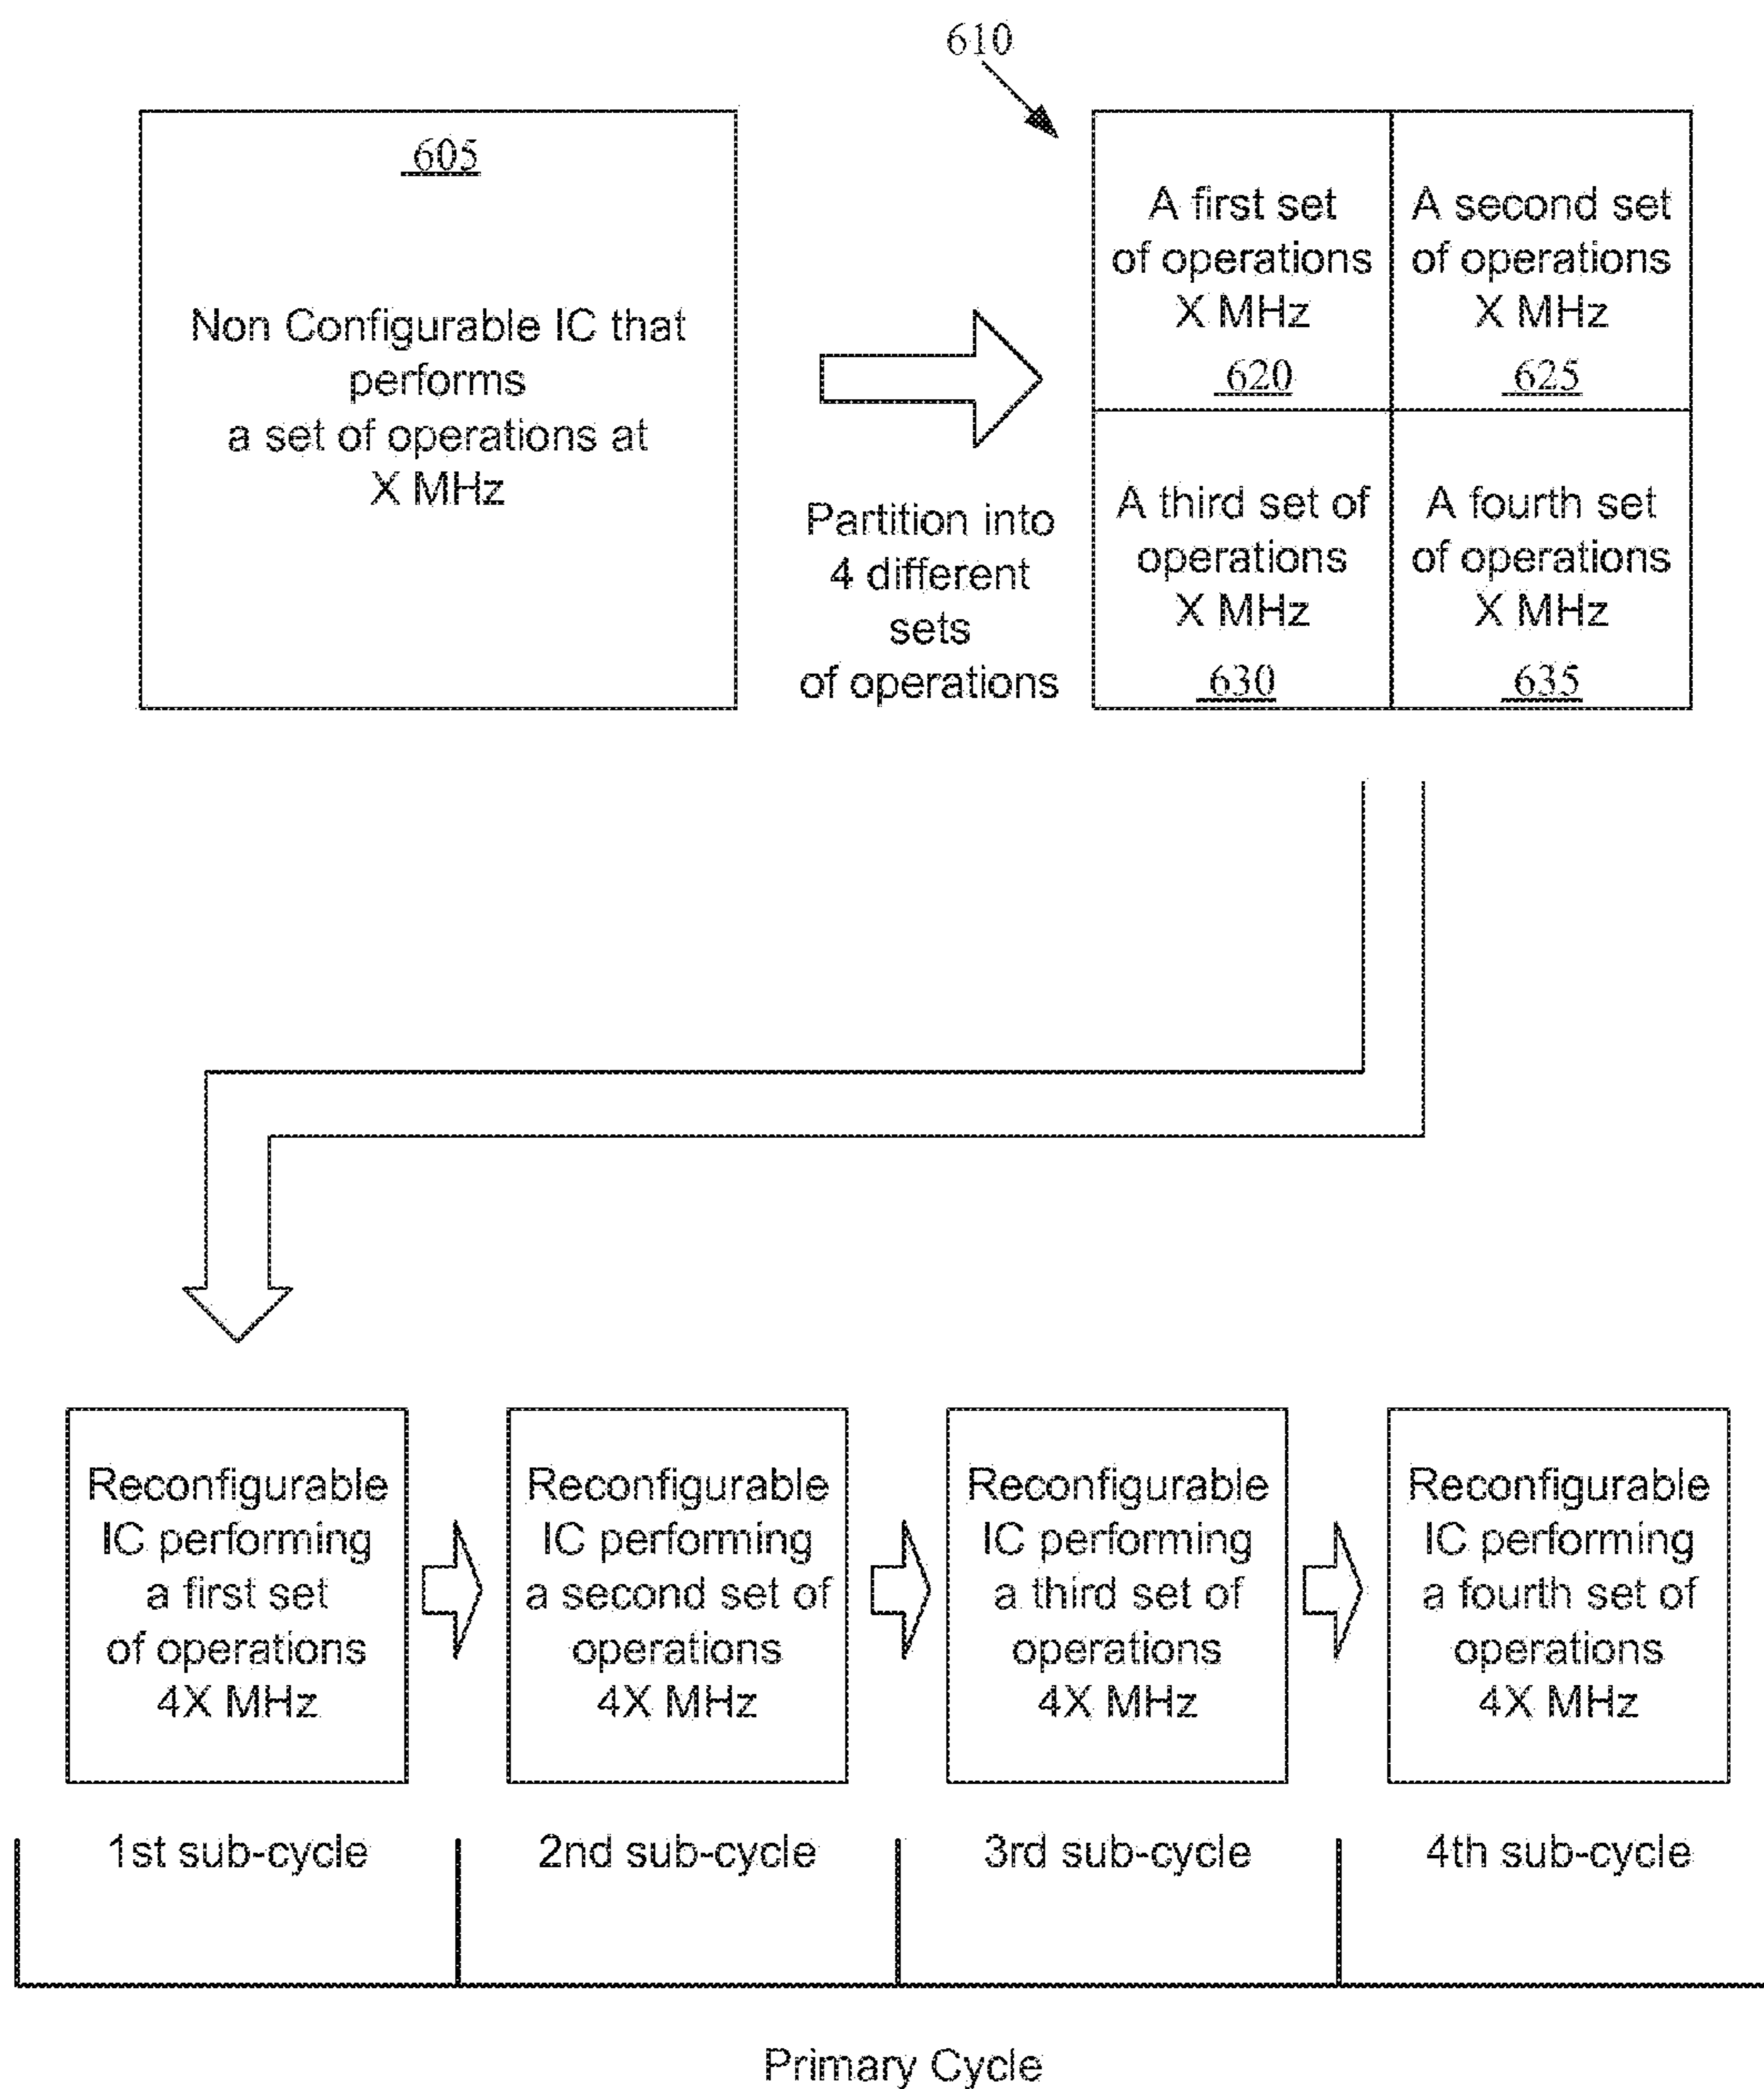 610
605
Non Configurable IC that
performs
a set of operations at
X MHz
Partition into
4 different
sets
of operations
A first set
of operations
X MHz
620
A second set
of operations
X MHz
625
A third set of
operations
X MHz
630
A fourth set
of operations
X MHz
635
Reconfigurable
IC performing
a first set
of operations
4X MHz
Reconfigurable
IC performing
a second set of
operations
4X MHz
Reconfigurable
IC performing
a third set of
operations
4X MHz
Reconfigurable
IC performing
a fourth set of
operations
4X MHz
1st sub-cycle
2nd sub-cycle
3rd sub-cycle
4th sub-cycle
Primary Cycle